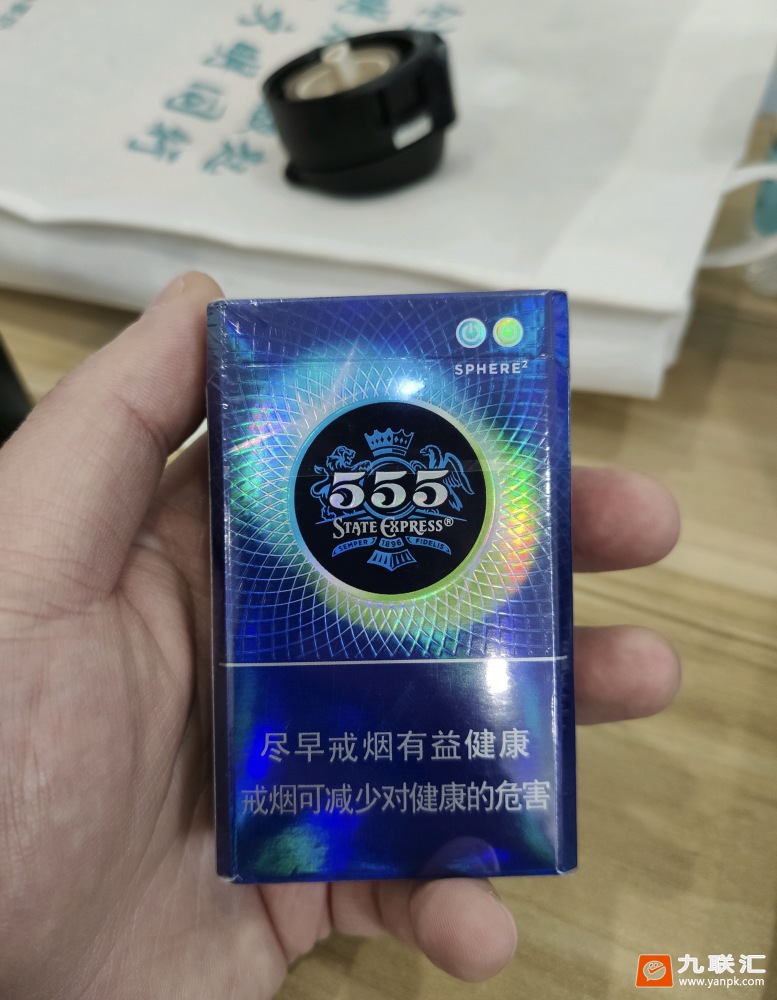 SPHERE²
555
STATE EXPRESS®
SEMPER 1896 FIDELIS
尽早戒烟有益健康
戒烟可减少对健康的危害
九联汇
www.yanpk.com